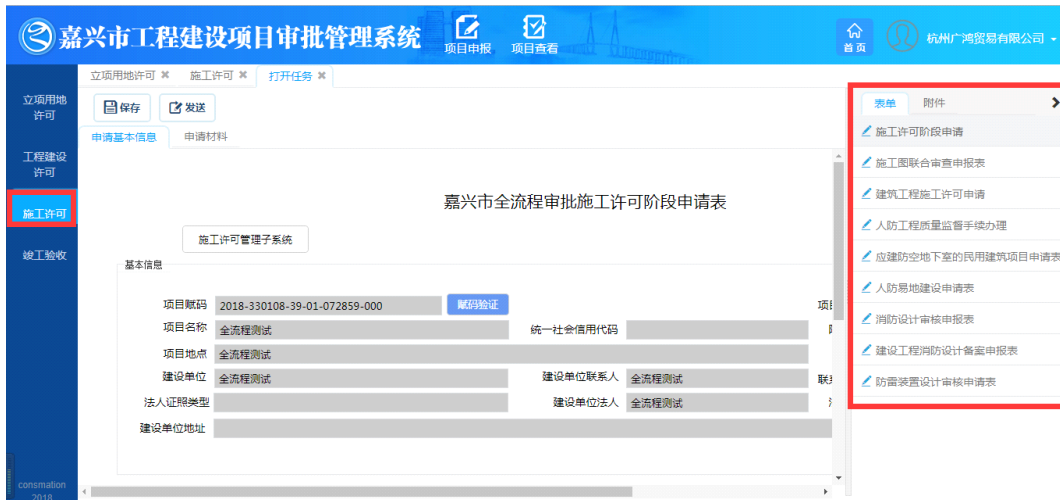 嘉兴市工程建设项目审批管理系统
项目申报
项目查看
首页
杭州广鸿贸易有限公司
立项用地许可
施工许可
打开任务
立项用地
许可
工程建设
许可
施工许可
竣工验收
consmation
2018
保存
发送
申请基本信息
申请材料
嘉兴市全流程审批施工许可阶段申请表
施工许可管理子系统
基本信息
项目赋码 2018-330108-39-01-072859-000 赋码验证
项目名称 全流程测试 统一社会信用代码
项目地点 全流程测试
建设单位 全流程测试 建设单位联系人 全流程测试
法人证照类型 建设单位法人 全流程测试
建设单位地址
表单
附件
施工许可阶段申请
施工图联合审查申报表
建筑工程施工许可申请
人防工程质量监督手续办理
应建防空地下室的民用建筑项目申请表
人防易地建设申请表
消防设计审核申报表
建设工程消防设计备案申报表
防雷装置设计审核申请表